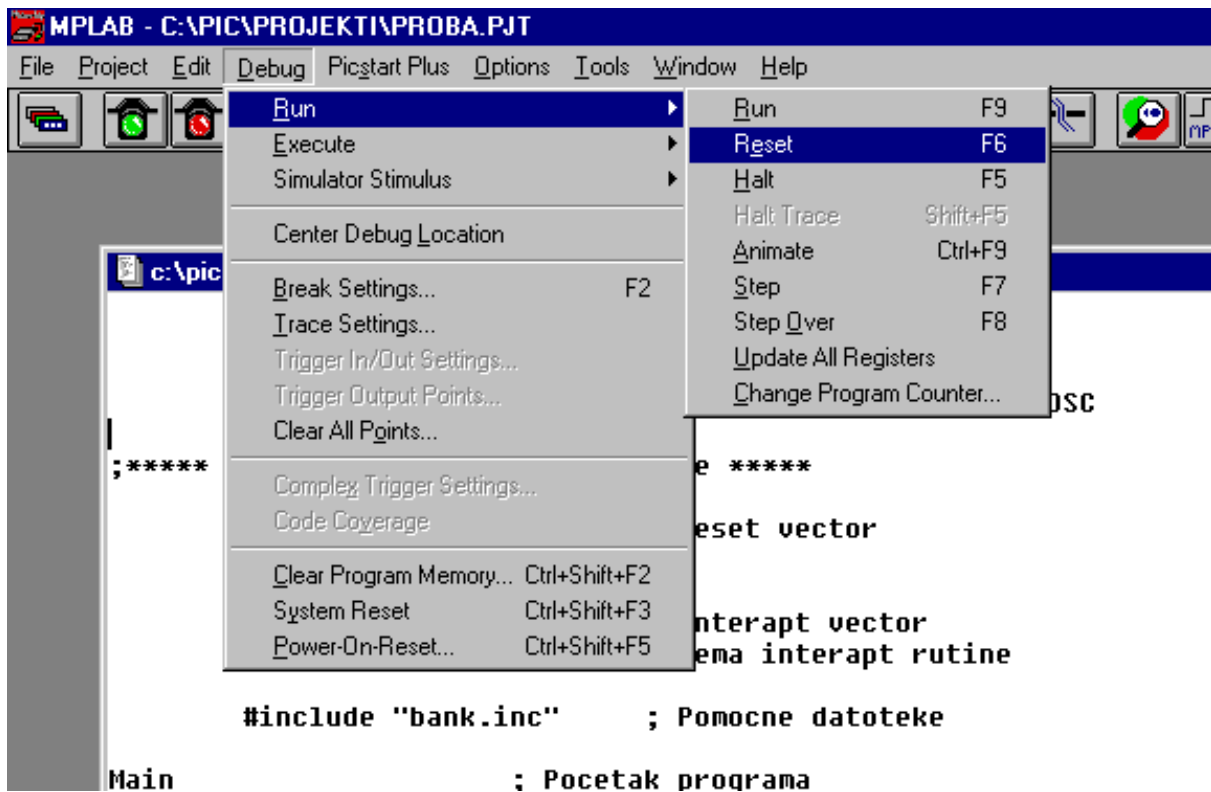 MPLAB - C:\PIC\PROJEKTI\PROBA.PJT
File Project Edit Debug Picstart Plus Options Tools Window Help
Run
Execute
Simulator Stimulus
Center Debug Location
Break Settings... F2
Trace Settings...
Trigger In/Out Settings...
Trigger Output Points...
Clear All Points...
Complex Trigger Settings...
Code Coverage
Clear Program Memory... Ctrl+Shift+F2
System Reset Ctrl+Shift+F3
Power-On-Reset... Ctrl+Shift+F5
Run F9
Reset F6
Halt F5
Halt Trace Shift+F5
Animate Ctrl+F9
Step F7
Step Over F8
Update All Registers
Change Program Counter...
MP
c:\pic
OSC
;***** e *****
eset vector
nterapt vector
ema interapt rutine
#include "bank.inc" ; Pomocne datoteke
Main ; Pocetak programa